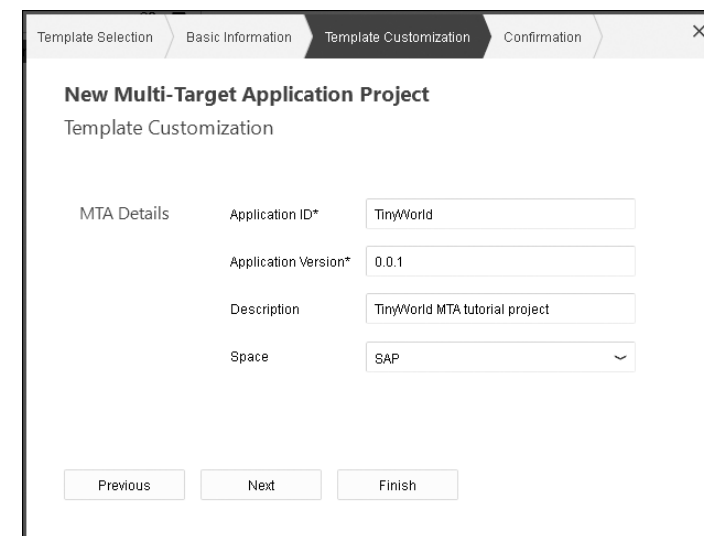 Template Selection Basic Information Template Customization Confirmation
New Multi-Target Application Project
Template Customization
MTA Details Application ID* TinyWorld
Application Version* 0.0.1
Description TinyWorld MTA tutorial project
Space SAP
Previous Next Finish